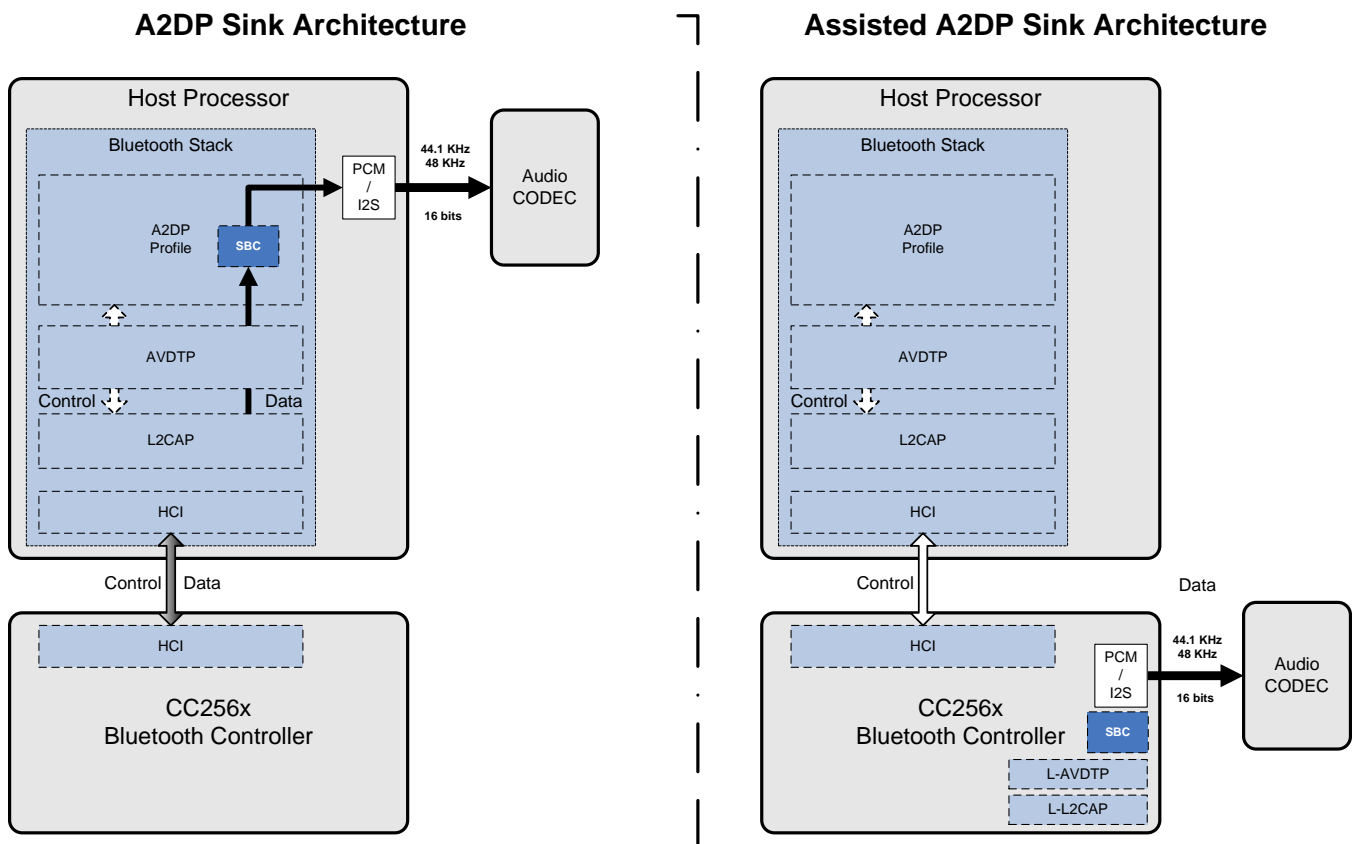 A2DP Sink Architecture
Host Processor
Bluetooth Stack
A2DP
Profile
SBC
PCM
/
I2S
44.1 KHz
48 KHz
16 bits
Audio
CODEC
AVDTP
Control
Data
L2CAP
HCI
Control
Data
HCI
CC256x
Bluetooth Controller
Assisted A2DP Sink Architecture
Host Processor
Bluetooth Stack
A2DP
Profile
AVDTP
Control
L2CAP
HCI
Control
Data
HCI
CC256x
Bluetooth Controller
PCM
/
I2S
44.1 KHz
48 KHz
16 bits
Audio
CODEC
SBC
L-AVDTP
L-L2CAP